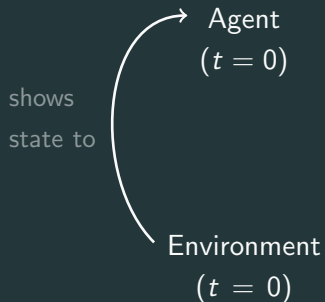 Agent
(t = 0)
shows
state to
Environment
(t = 0)